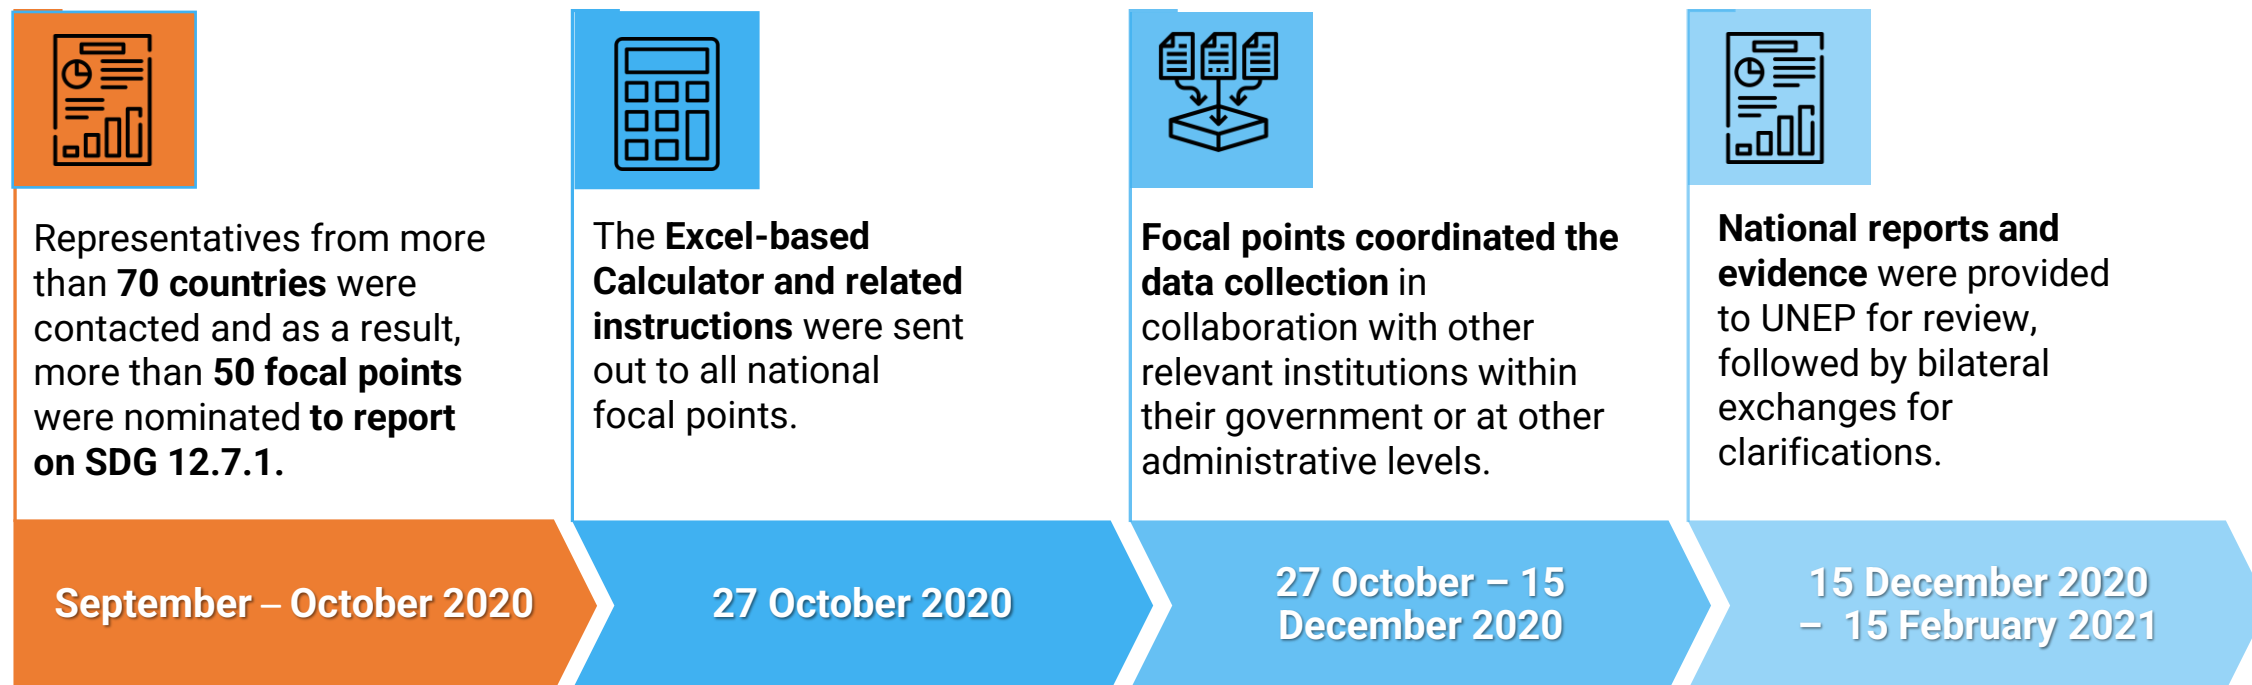 Representatives from more
than 70 countries were
contacted and as a result,
more than 50 focal points
were nominated to report
on SDG 12.7.1.
September – October 2020
The Excel-based
Calculator and related
instructions were sent
out to all national
focal points.
27 October 2020
Focal points coordinated the
data collection in
collaboration with other
relevant institutions within
their government or at other
administrative levels.
27 October – 15
December 2020
National reports and
evidence were provided
to UNEP for review,
followed by bilateral
exchanges for
clarifications.
15 December 2020
– 15 February 2021